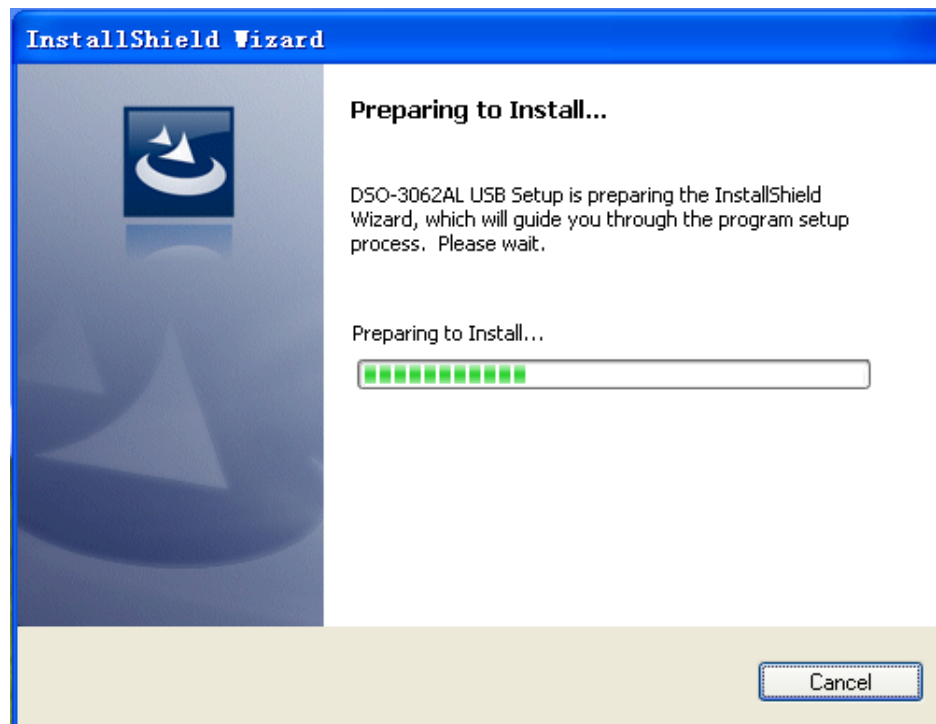 InstallShield Wizard
Preparing to Install...
DSO-3062AL USB Setup is preparing the InstallShield
Wizard, which will guide you through the program setup
process.  Please wait.
Preparing to Install...
Cancel